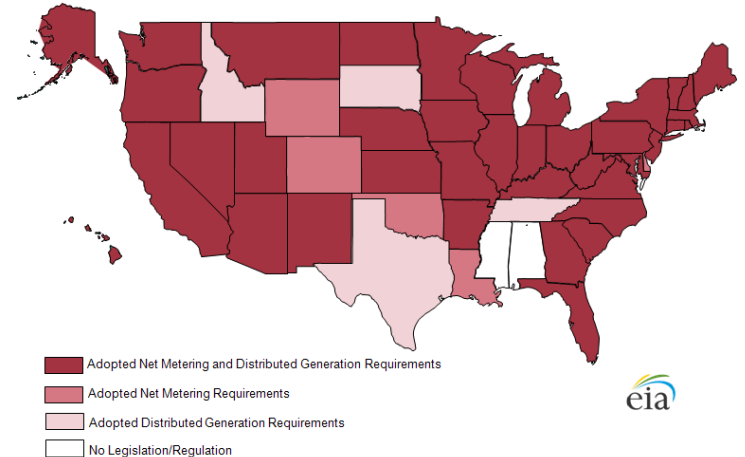 Adopted Net Metering and Distributed Generation Requirements
Adopted Net Metering Requirements
Adopted Distributed Generation Requirements
No Legislation/Regulation
eia